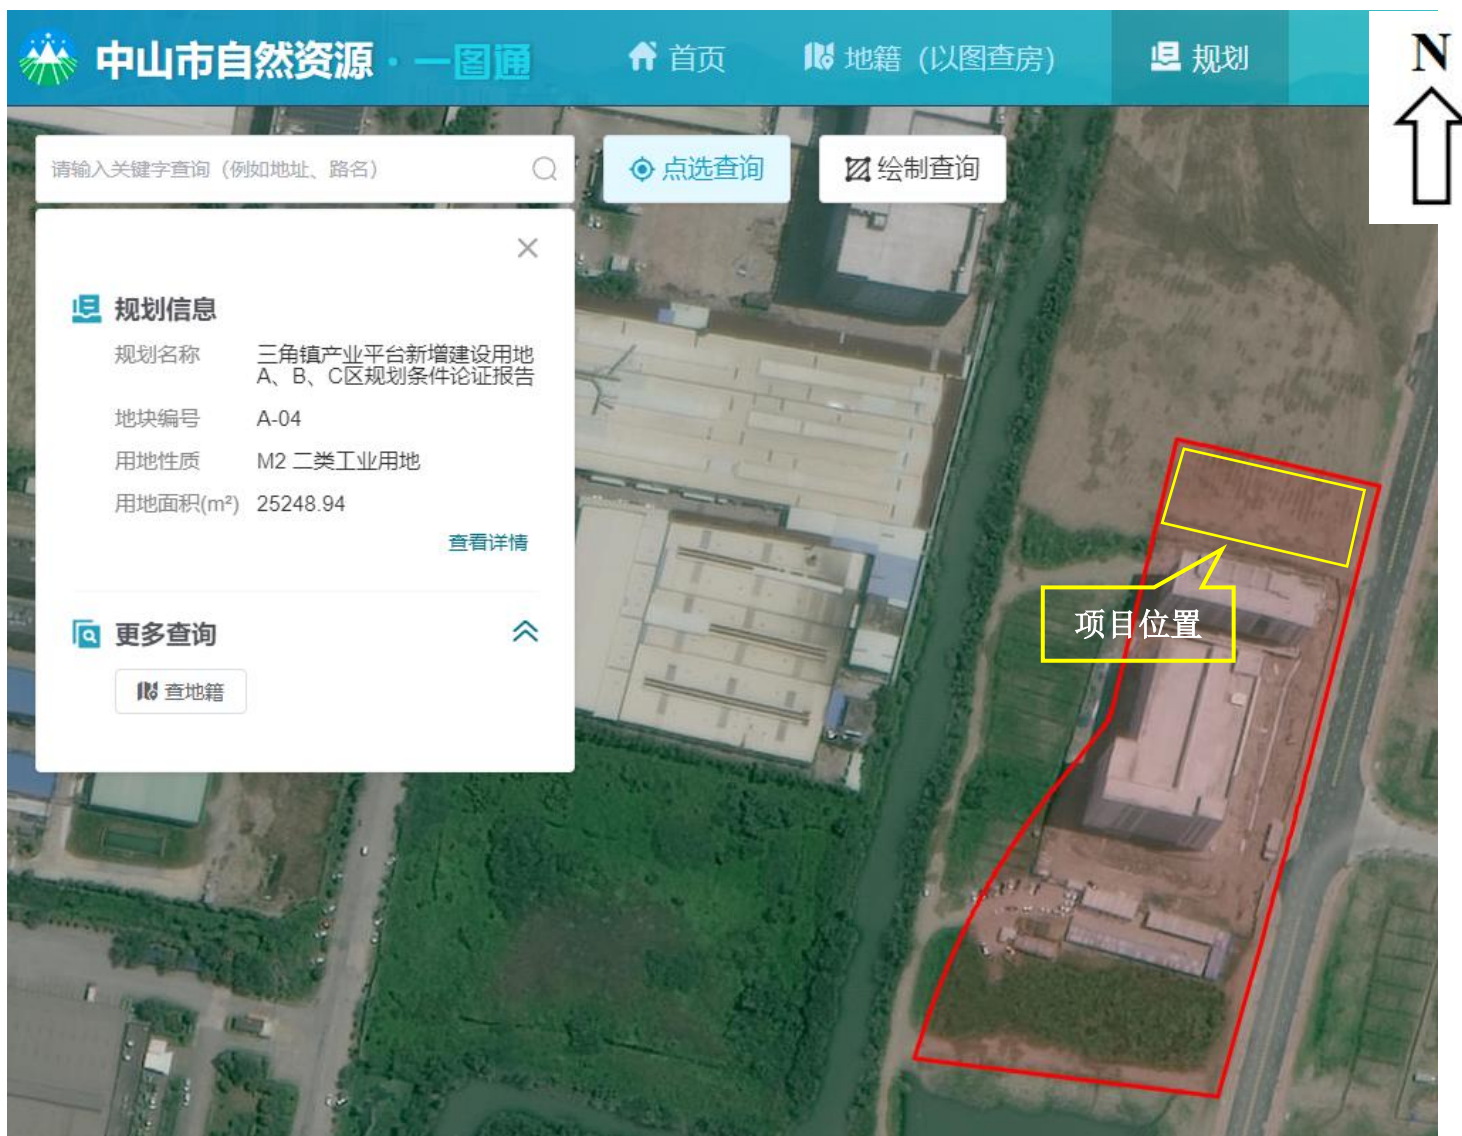 中山市自然资源·一图通
首页
地籍（以图查房）
规划
N
请输入关键字查询（例如地址、路名）
点选查询
绘制查询
规划信息
规划名称 三角镇产业平台新增建设用地
A、B、C区规划条件论证报告
地块编号 A-04
用地性质 M2 二类工业用地
用地面积(m²) 25248.94
查看详情
更多查询
查地籍
项目位置